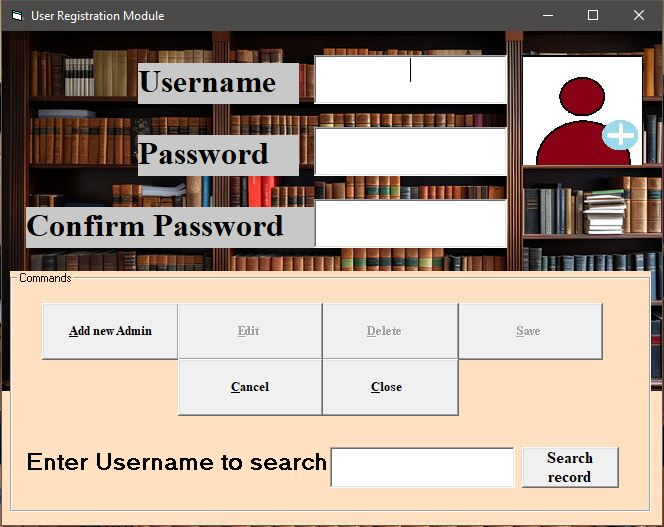 User Registration Module
Username
Password
Confirm Password
Commands
Add new Admin
Edit
Delete
Save
Cancel
Close
Enter Username to search
Search
record